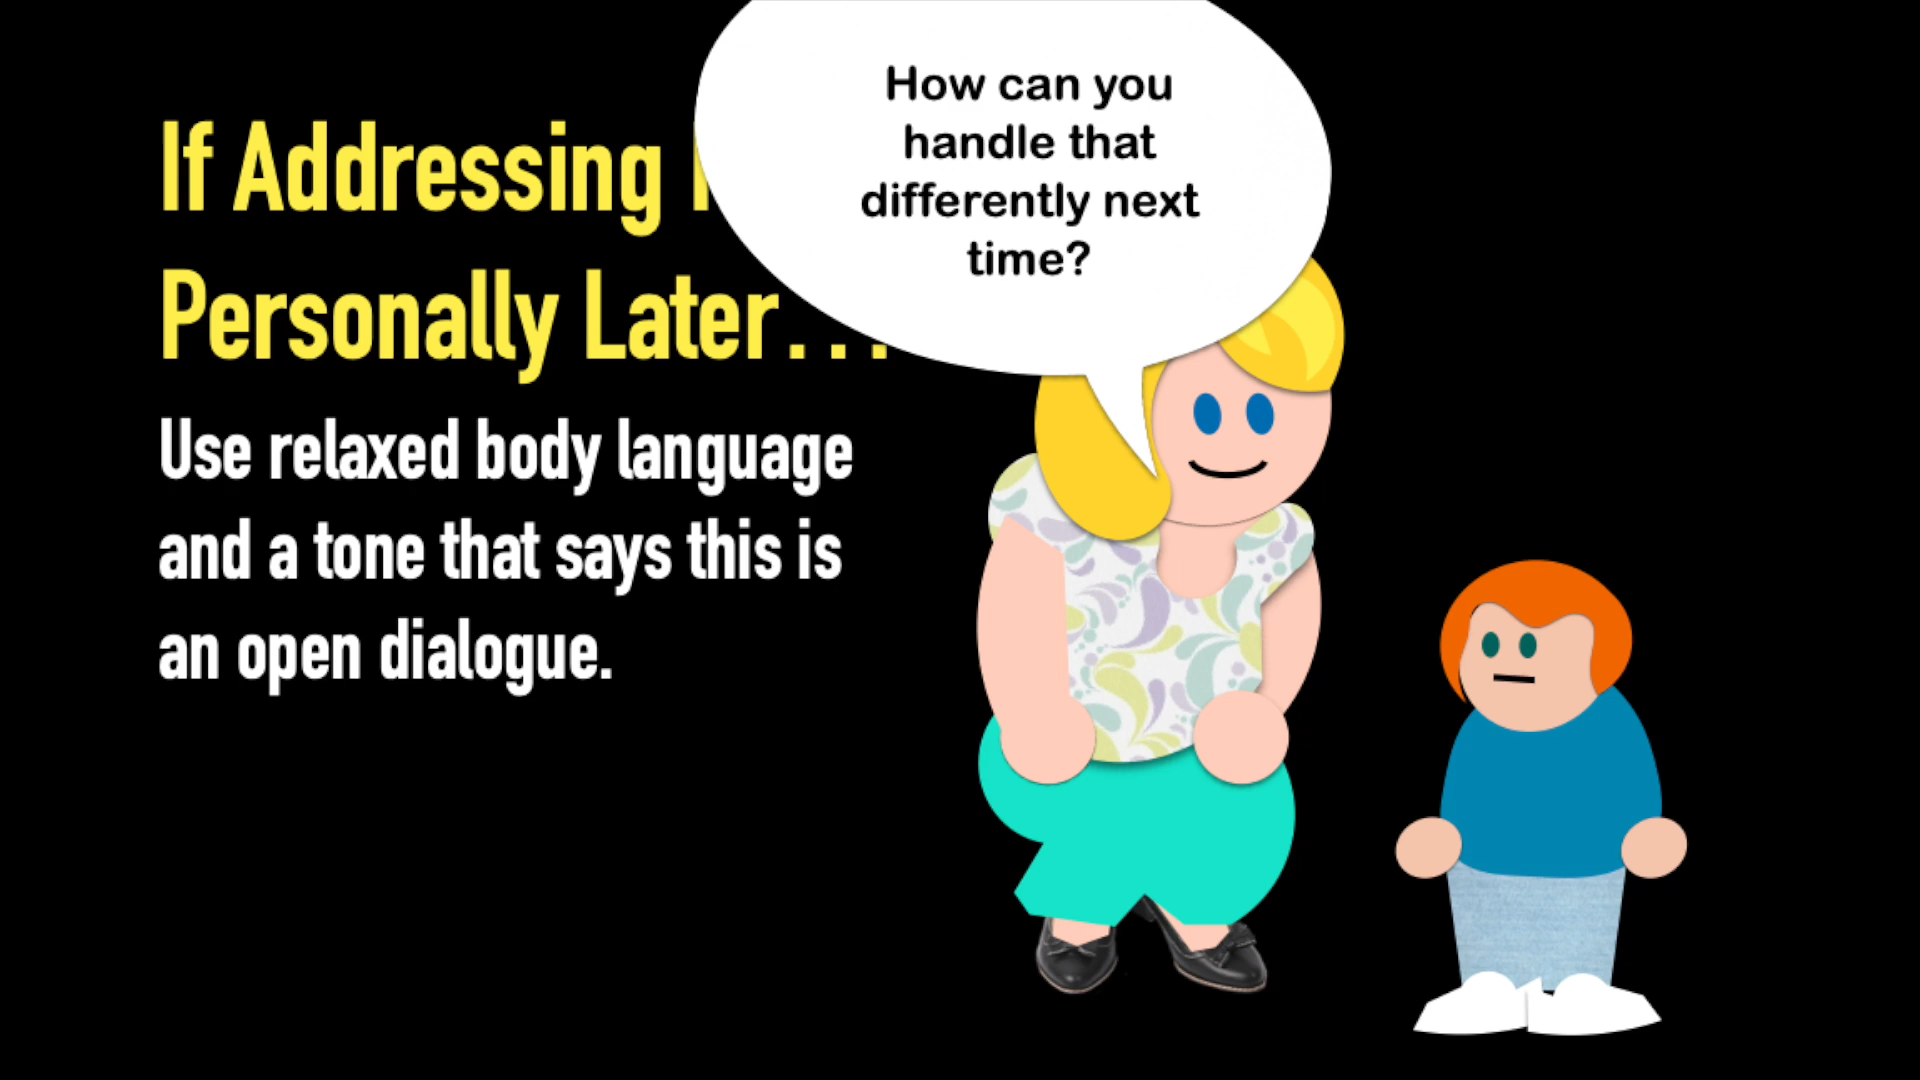 If Addressing
Personally Later...
Use relaxed body language
and a tone that says this is
an open dialogue.
How can you
handle that
differently next
time?